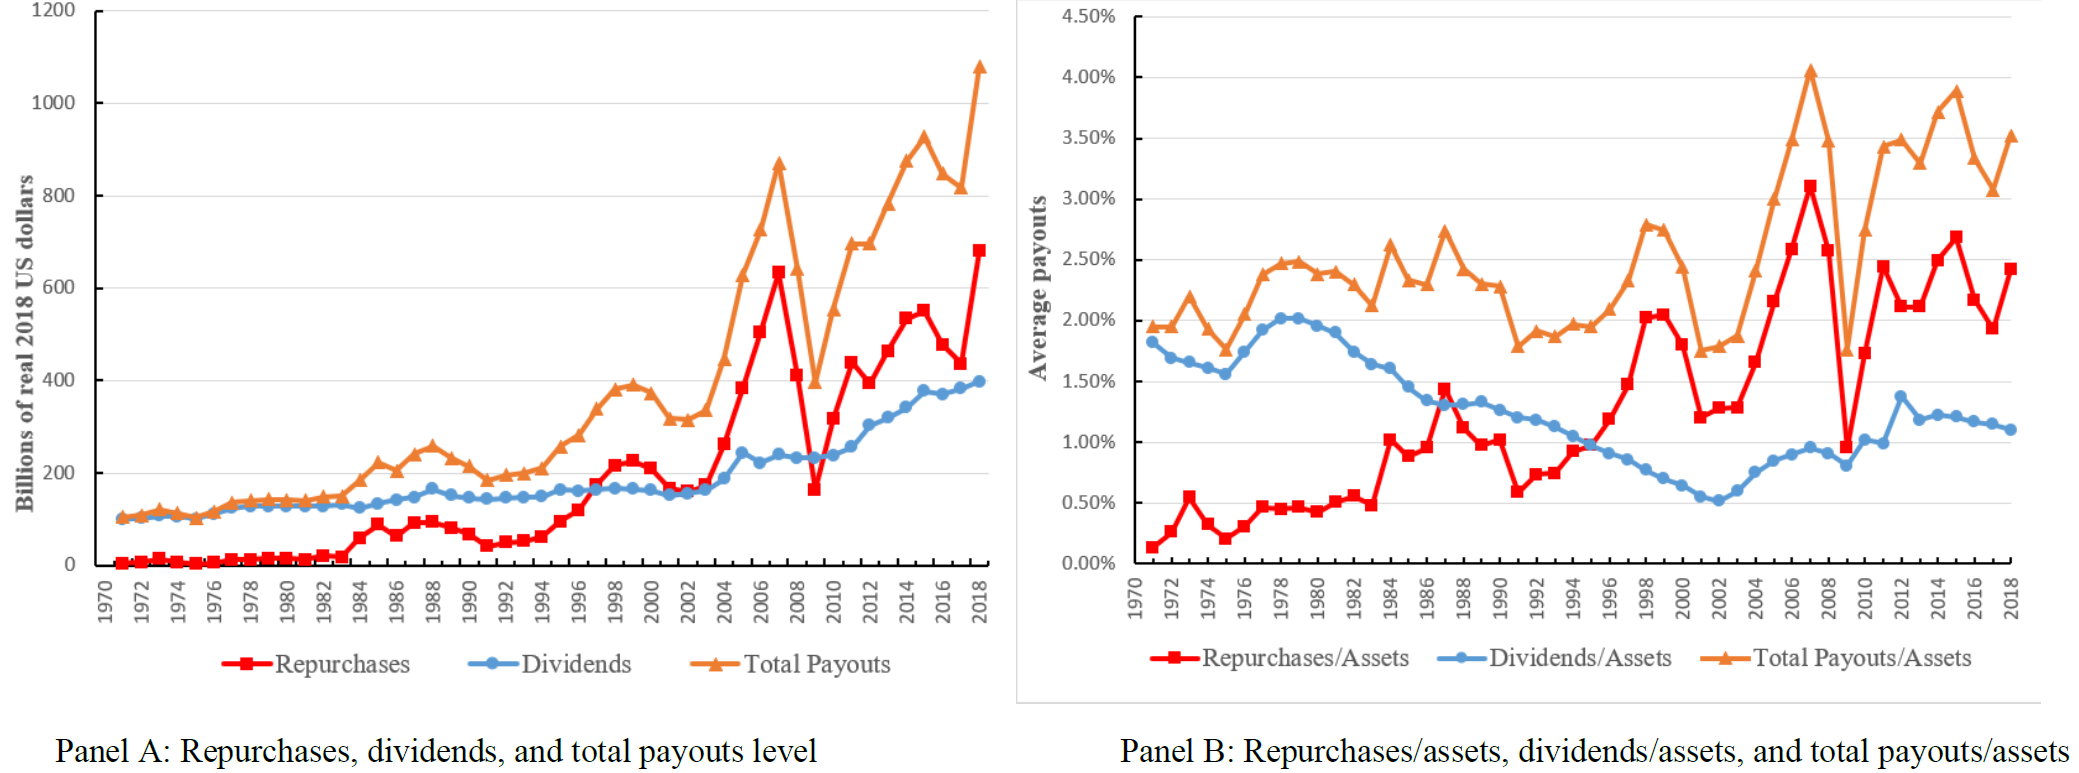 1200
1000
800
600
400
200
0
Billions of real 2018 US dollars
1970 1972 1974 1976 1978 1980 1982 1984 1986 1988 1990 1992 1994 1996 1998 2000 2002 2004 2006 2008 2010 2012 2014 2016 2018
Repurchases Dividends Total Payouts
Panel A: Repurchases, dividends, and total payouts level
4.50%
4.00%
3.50%
3.00%
2.50%
2.00%
1.50%
1.00%
0.50%
0.00%
Average payouts
1970 1972 1974 1976 1978 1980 1982 1984 1986 1988 1990 1992 1994 1996 1998 2000 2002 2004 2006 2008 2010 2012 2014 2016 2018
Repurchases/Assets Dividends/Assets Total Payouts/Assets
Panel B: Repurchases/assets, dividends/assets, and total payouts/assets